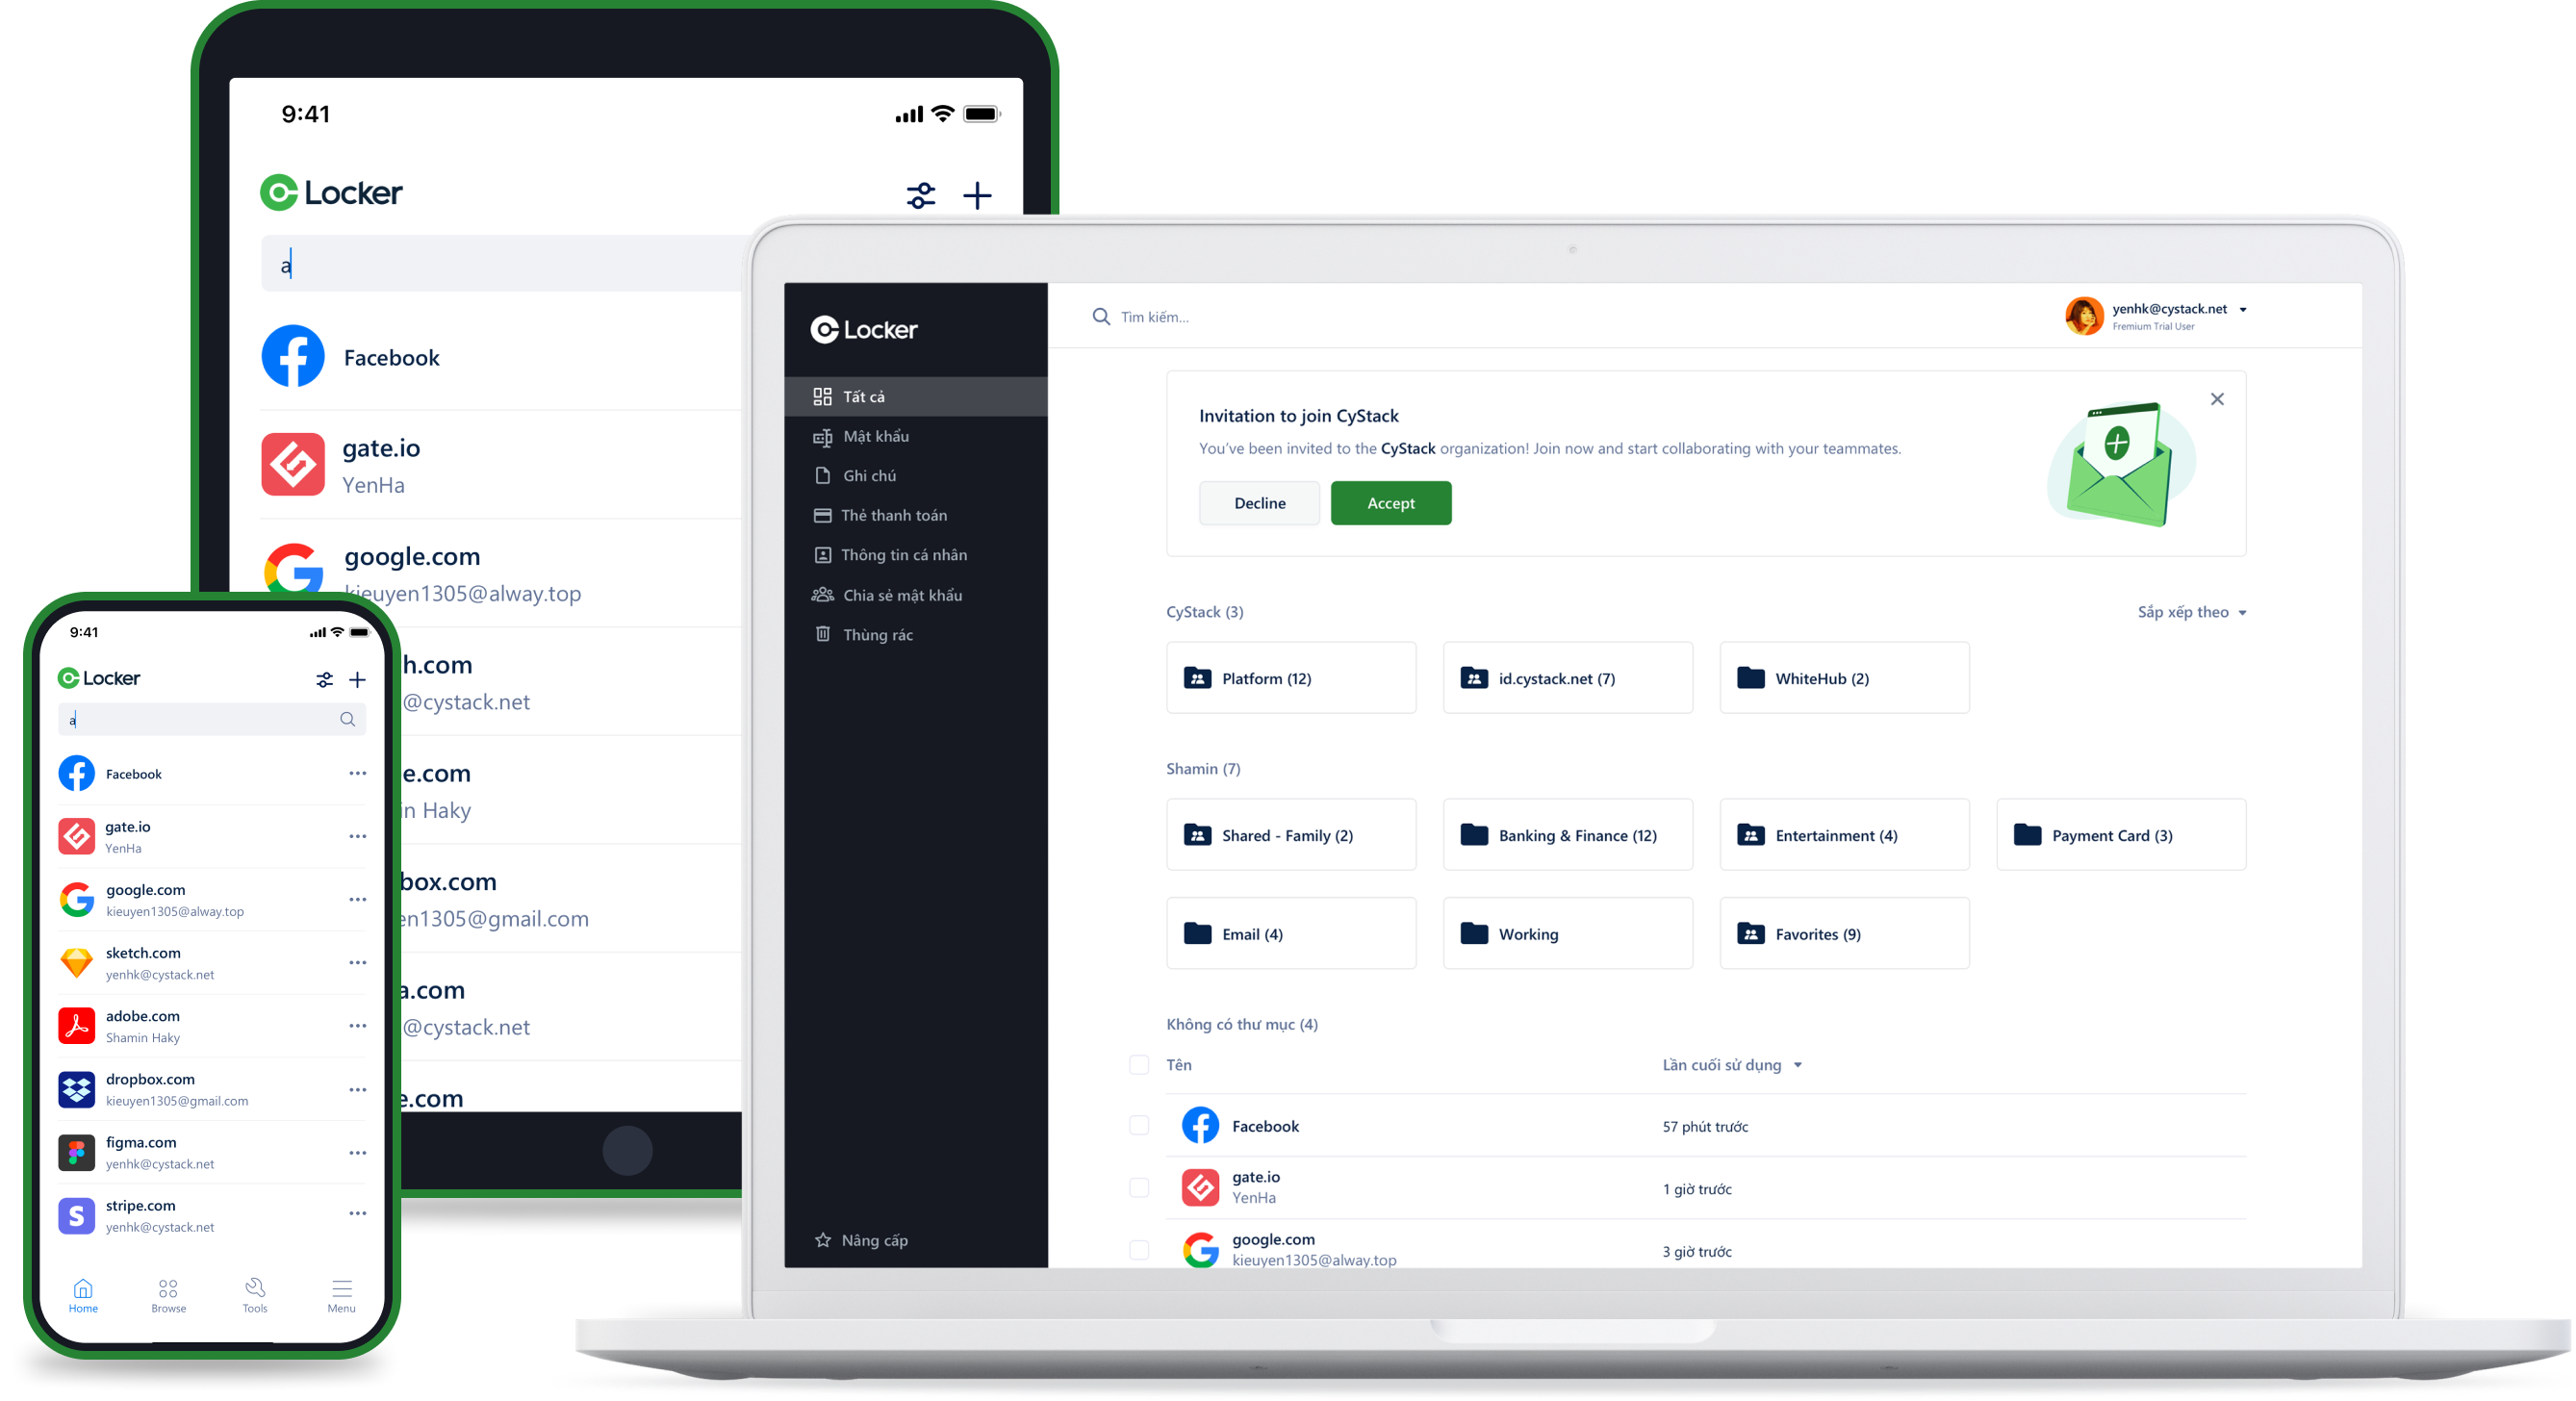 9:41
Locker
a
Facebook
gate.io
YenHa
google.com
kieuyen1305@alway.top
h.com
@cystack.net
e.com
in Haky
box.com
en1305@gmail.com
a.com
@cystack.net
e.com
9:41
Locker
a
Facebook
gate.io
YenHa
google.com
kieuyen1305@alway.top
sketch.com
yenhk@cystack.net
adobe.com
Shamin Haky
dropbox.com
kieuyen1305@gmail.com
figma.com
yenhk@cystack.net
stripe.com
yenhk@cystack.net
Home Browse Tools Menu
Locker
Tất cả
Mật khẩu
Ghi chú
Thẻ thanh toán
Thông tin cá nhân
Chia sẻ mật khẩu
Thùng rác
Nâng cấp
Tìm kiếm...
yenhk@cystack.net
Premium Trial User
Invitation to join CyStack
You've been invited to the CyStack organization! Join now and start collaborating with your teammates.
Decline Accept
CyStack (3) Sắp xếp theo
Platform (12) id.cystack.net (7) WhiteHub (2)
Shamin (7)
Shared - Family (2) Banking & Finance (12) Entertainment (4) Payment Card (3)
Email (4) Working Favorites (9)
Không có thư mục (4)
Tên Lần cuối sử dụng
Facebook 57 phút trước
gate.io
YenHa 1 giờ trước
google.com
kieuyen1305@alway.top 3 giờ trước